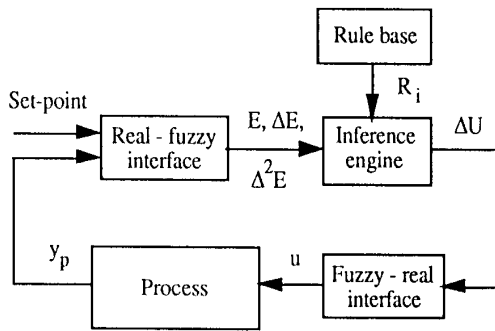 Rule base
R i
Set-point
Real - fuzzy
interface
E, ΔE,
Δ²E
Inference
engine
ΔU
y p
Process
u
Fuzzy - real
interface